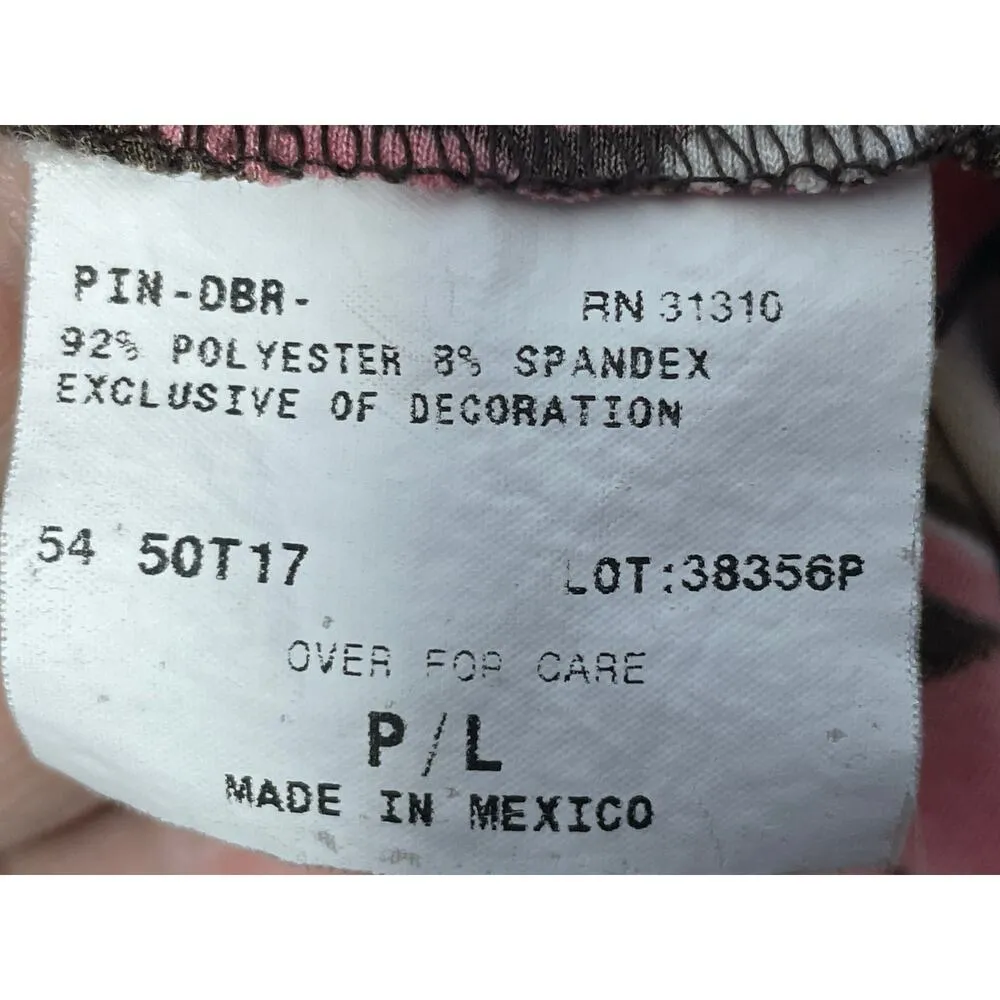 PIN-DBR- RN 31310
92% POLYESTER 8% SPANDEX
EXCLUSIVE OF DECORATION
54 50T17 LOT:38356P
OVER FOR CARE
P/L
MADE IN MEXICO